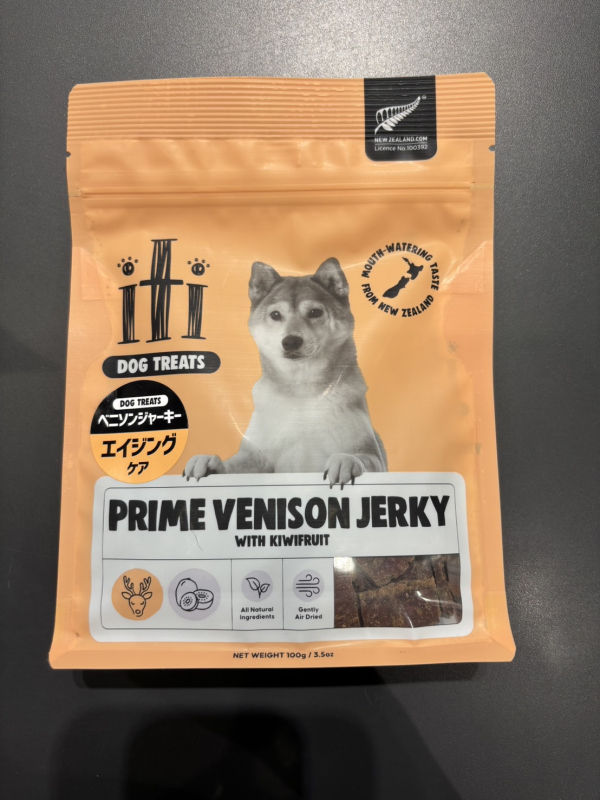 NEW ZEALAND.COM
Licence No.100392
iti
MOUTH-WATERING TASTE
FROM NEW ZEALAND
DOG TREATS
DOG TREATS
ベニソンジャーキー
エイジング
ケア
PRIME VENISON JERKY
WITH KIWIFRUIT
All Natural
Ingredients
Gently
Air Dried
NET WEIGHT 100g / 3.5oz